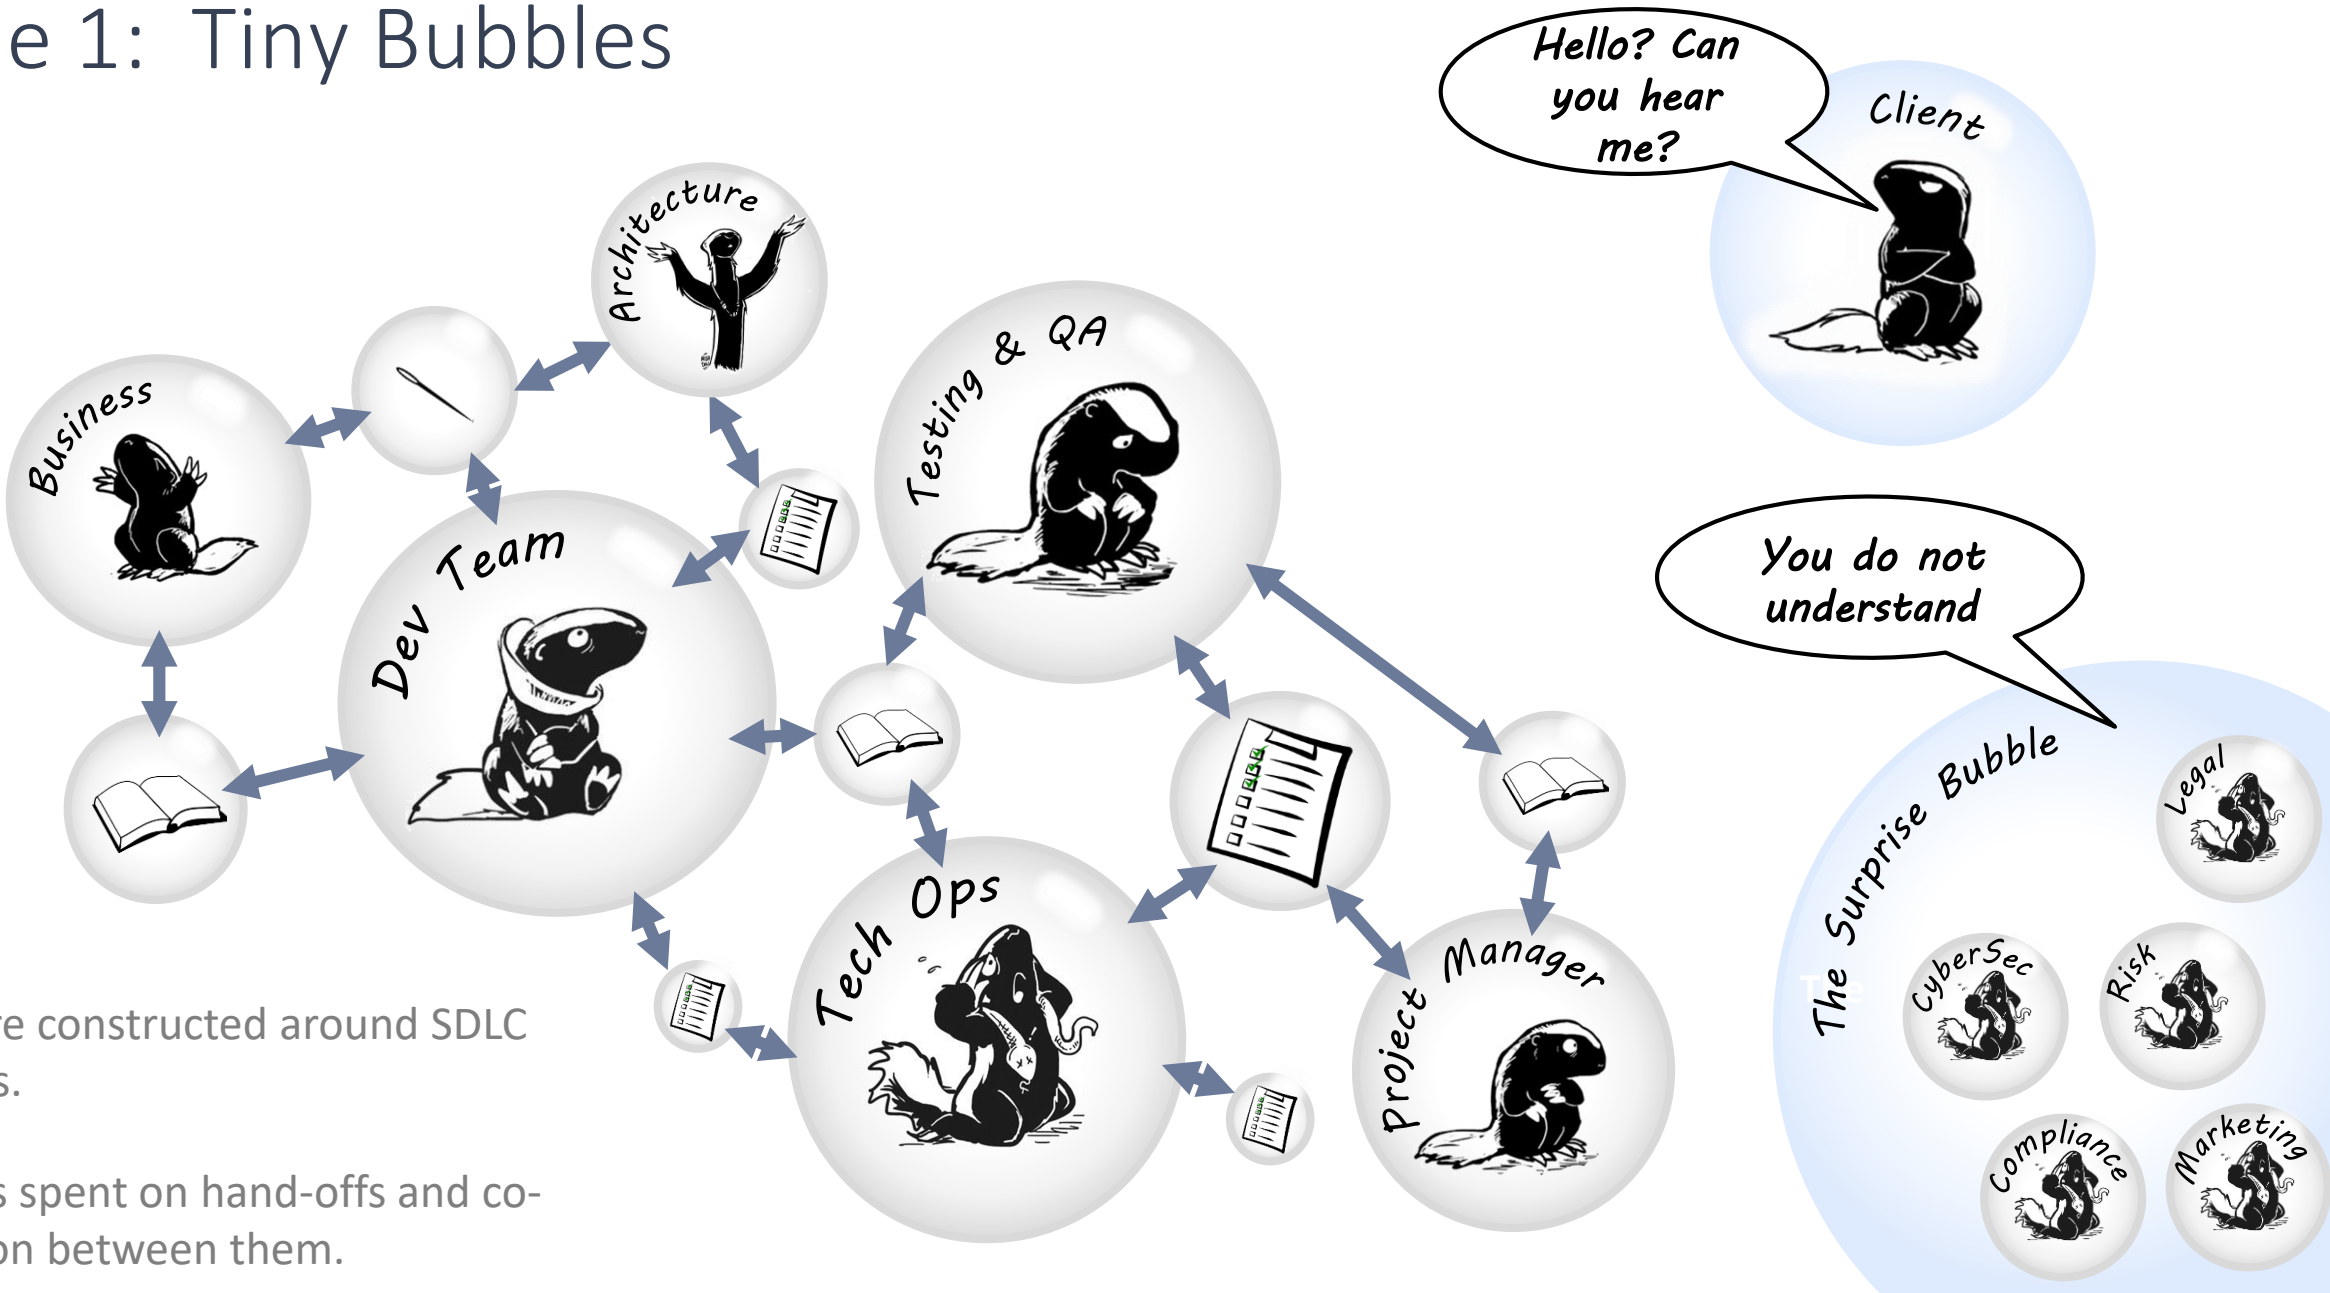 e 1: Tiny Bubbles
Hello? Can
you hear
me?
Client
Architecture
Testing & QA
Business
Dev Team
You do not
understand
The Surprise Bubble
Legal
Tech Ops
Project Manager
CyberSec
Risk
Compliance
Marketing
re constructed around SDLC
s.
s spent on hand-offs and co-
on between them.